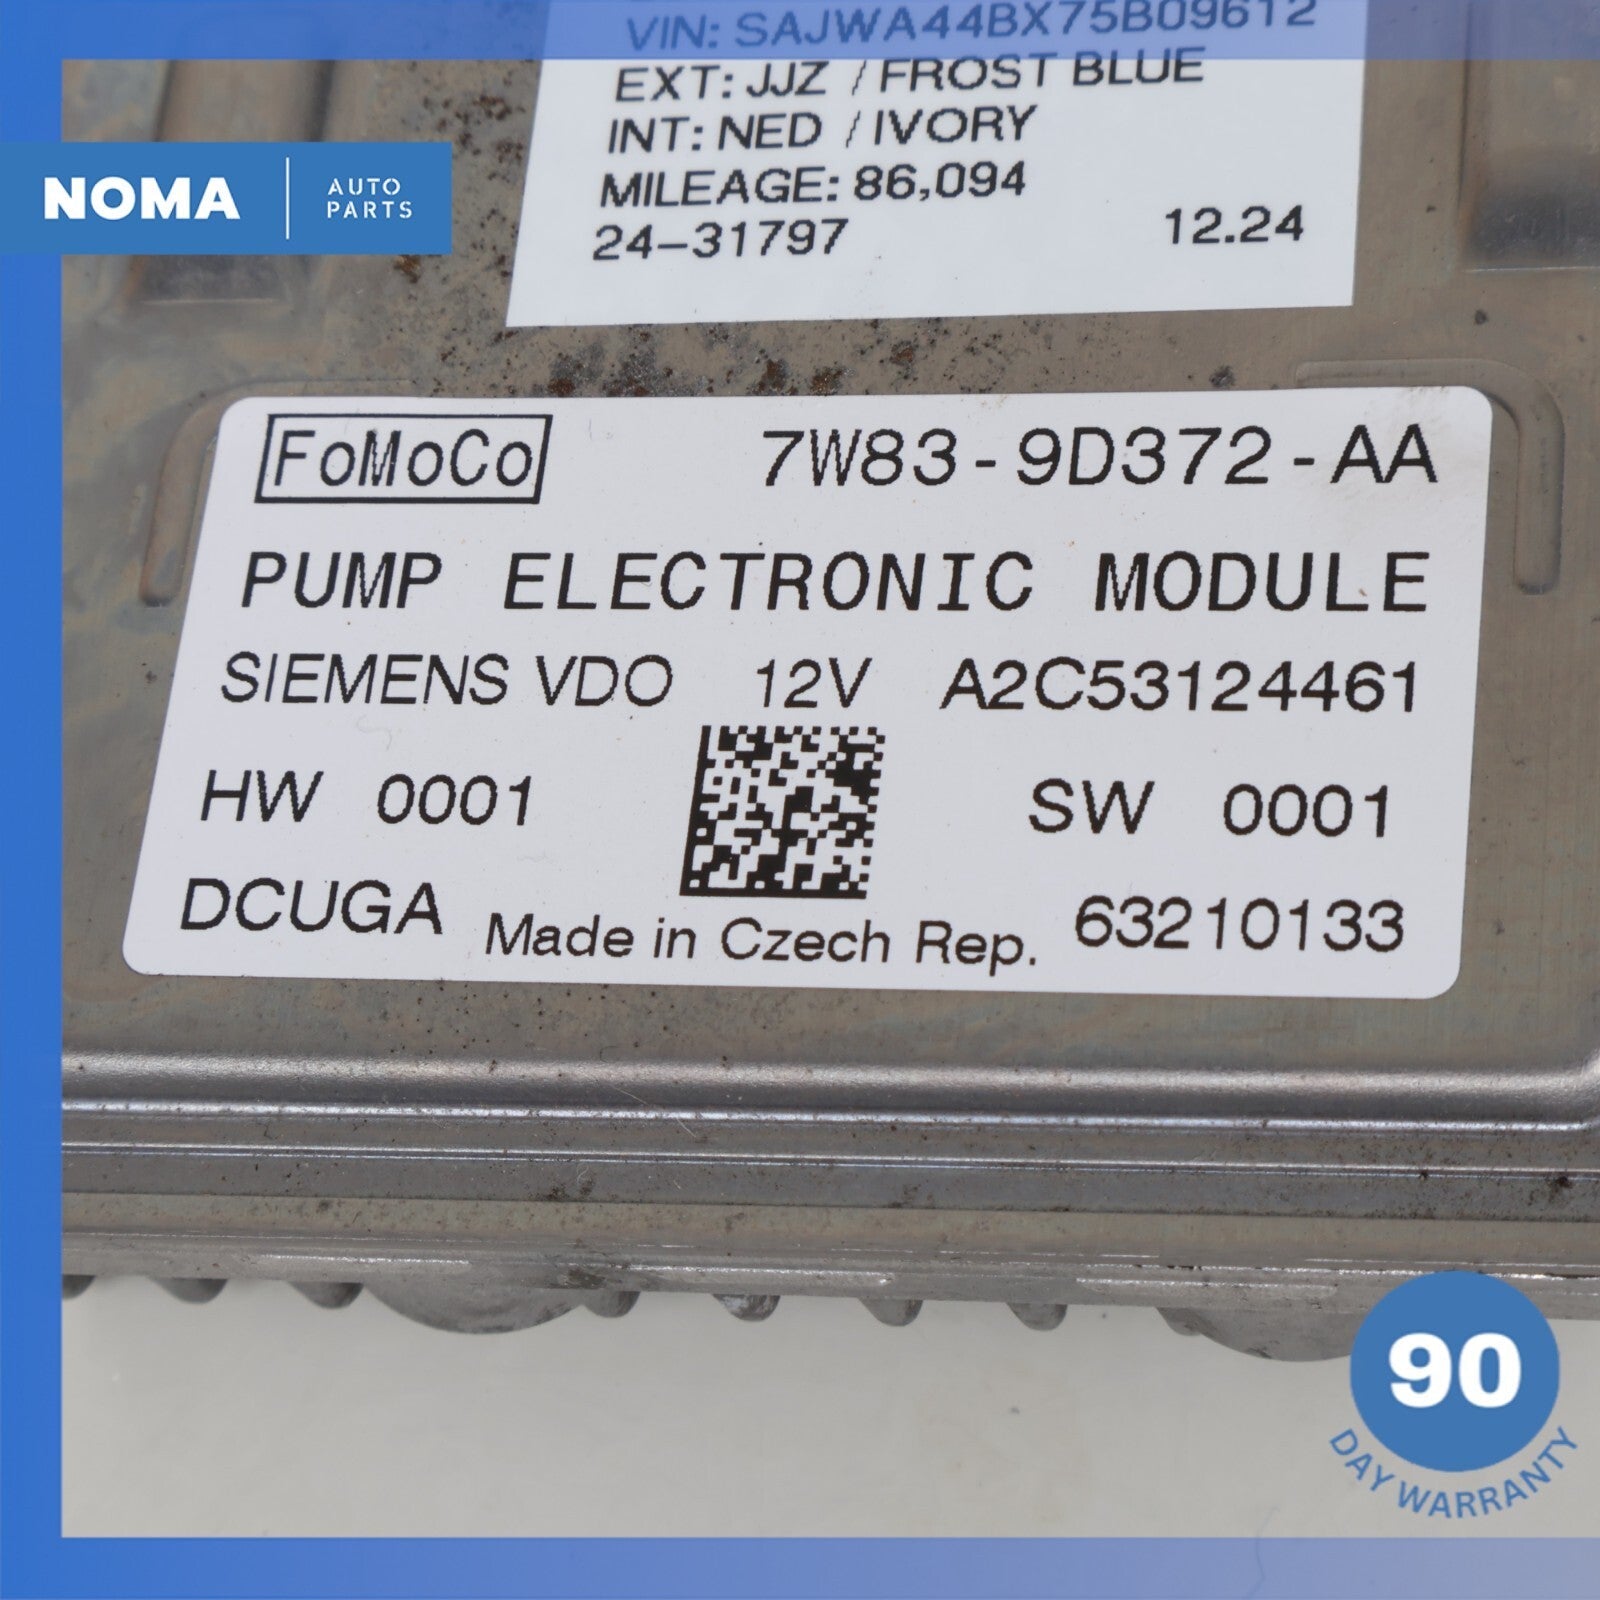 VIN: SAJWA44BX75B09612
EXT: JJZ / FROST BLUE
INT: NED / IVORY
MILEAGE: 86,094
24-31797 12.24
NOMA AUTO PARTS
FoMoCo 7W83-9D372-AA
PUMP ELECTRONIC MODULE
SIEMENS VDO 12V A2C53124461
HW 0001 SW 0001
DCUGA Made in Czech Rep. 63210133
90
DAY WARRANTY